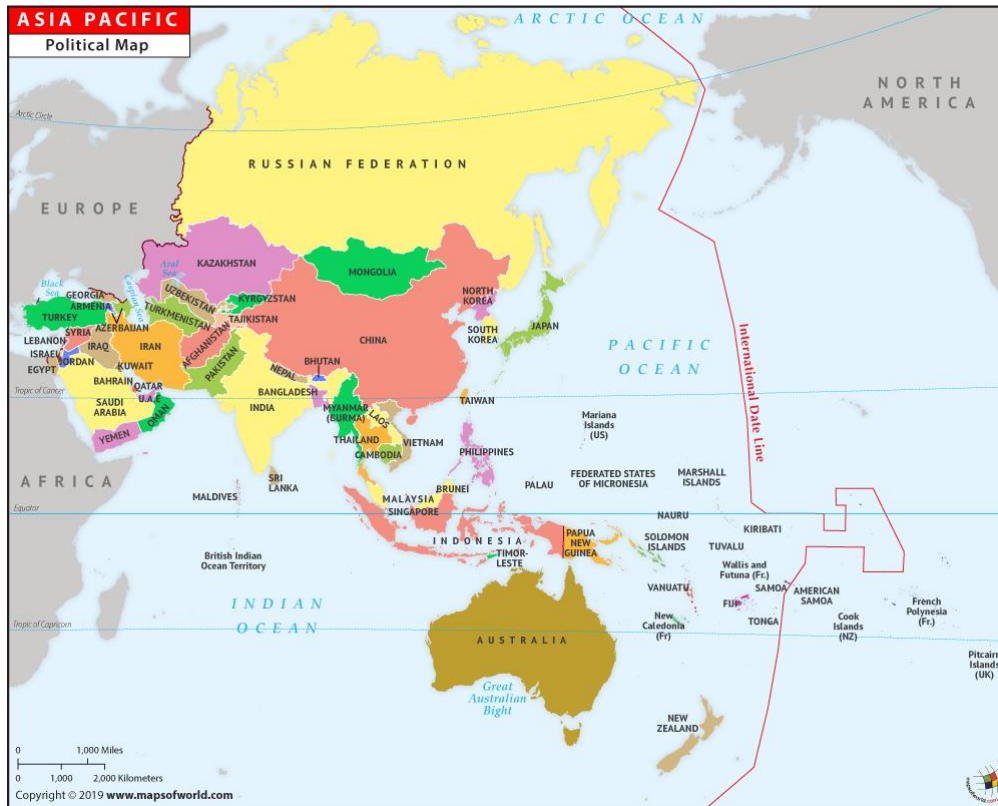 ASIA PACIFIC
Political Map
ARCTIC OCEAN
NORTH
AMERICA
Arctic Circle
RUSSIAN FEDERATION
EUROPE
KAZAKHSTAN
Aral
Sea
MONGOLIA
Black
Sea
Caspian Sea
GEORGIA
ARMENIA
UZBEKISTAN
KYRGYZSTAN
NORTH
KOREA
TURKEY
AZERBAIJAN
TURKMENISTAN
TAJIKISTAN
JAPAN
SOUTH
KOREA
SYRIA
LEBANON
IRAQ
IRAN
AFGHANISTAN
CHINA
PACIFIC
OCEAN
International Date Line
ISRAEL
JORDAN
EGYPT
KUWAIT
PAKISTAN
NEPAL
BHUTAN
BAHRAIN
QATAR
Tropic of Cancer
U.A.E
BANGLADESH
SAUDI
ARABIA
OMAN
INDIA
MYANMAR
(BURMA)
LAOS
TAIWAN
Mariana
Islands
(US)
YEMEN
THAILAND
VIETNAM
CAMBODIA
PHILIPPINES
AFRICA
SRI
LANKA
MALDIVES
PALAU
FEDERATED STATES
OF MICRONESIA
MARSHALL
ISLANDS
BRUNEI
MALAYSIA
SINGAPORE
Equator
NAURU
KIRIBATI
INDONESIA
PAPUA
NEW
GUINEA
SOLOMON
ISLANDS
TUVALU
British Indian
Ocean Territory
TIMOR-
LESTE
Wallis and
Futuna (Fr.)
VANUATU
SAMOA
AMERICAN
SAMOA
FIJI
INDIAN
OCEAN
Tropic of Capricorn
New
Caledonia
(Fr)
TONGA
Cook
Islands
(NZ)
French
Polynesia
(Fr.)
AUSTRALIA
Pitcairn
Islands
(UK)
Great
Australian
Bight
NEW
ZEALAND
0 1,000 Miles
0 1,000 2,000 Kilometers
Copyright © 2019 www.mapsofworld.com
mapsofworld.com